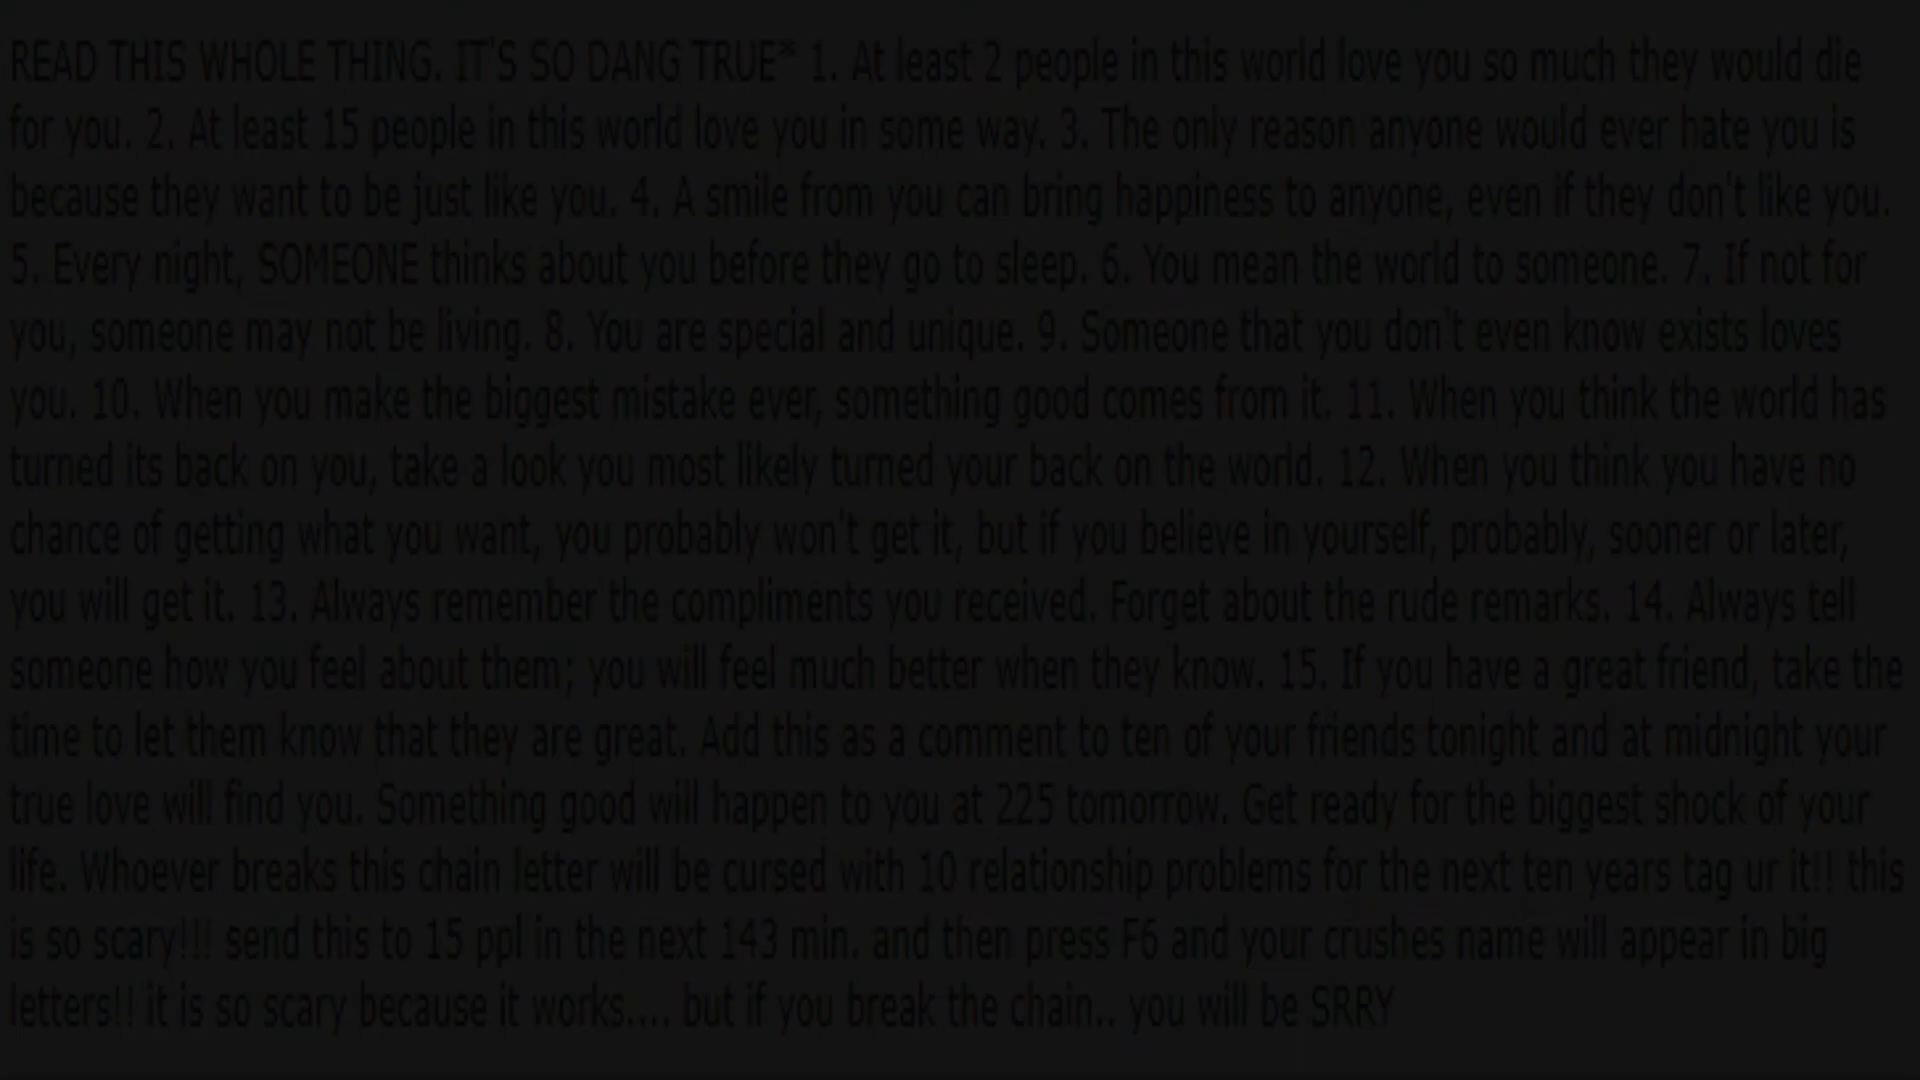 READ THIS WHOLE THING. IT'S SO DANG TRUE* 1. At least 2 people in this world love you so much they would die
for you. 2. At least 15 people in this world love you in some way. 3. The only reason anyone would ever hate you is
because they want to be just like you. 4. A smile from you can bring happiness to anyone, even if they don't like you.
5. Every night, SOMEONE thinks about you before they go to sleep. 6. You mean the world to someone. 7. If not for
you, someone may not be living. 8. You are special and unique. 9. Someone that you don't even know exists loves
you. 10. When you make the biggest mistake ever, something good comes from it. 11. When you think the world has
turned its back on you, take a look you most likely turned your back on the world. 12. When you think you have no
chance of getting what you want, you probably won't get it, but if you believe in yourself, probably, sooner or later,
you will get it. 13. Always remember the compliments you received. Forget about the rude remarks. 14. Always tell
someone how you feel about them; you will feel much better when they know. 15. If you have a great friend, take the
time to let them know that they are great. Add this as a comment to ten of your friends tonight and at midnight your
true love will find you. Something good will happen to you at 225 tomorrow. Get ready for the biggest shock of your
life. Whoever breaks this chain letter will be cursed with 10 relationship problems for the next ten years tag ur it!! this
is so scary!!! send this to 15 ppl in the next 143 min. and then press F6 and your crushes name will appear in big
letters!! it is so scary because it works.... but if you break the chain.. you will be SRRY